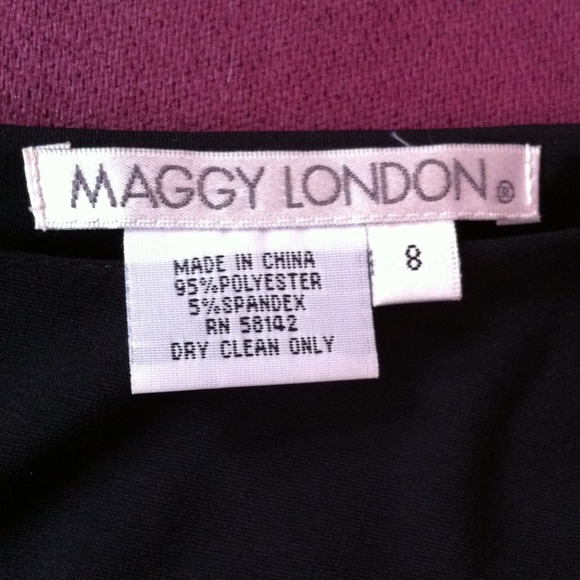 MAGGY LONDON®
8
MADE IN CHINA
95%POLYESTER
5%SPANDEX
RN 58142
DRY CLEAN ONLY